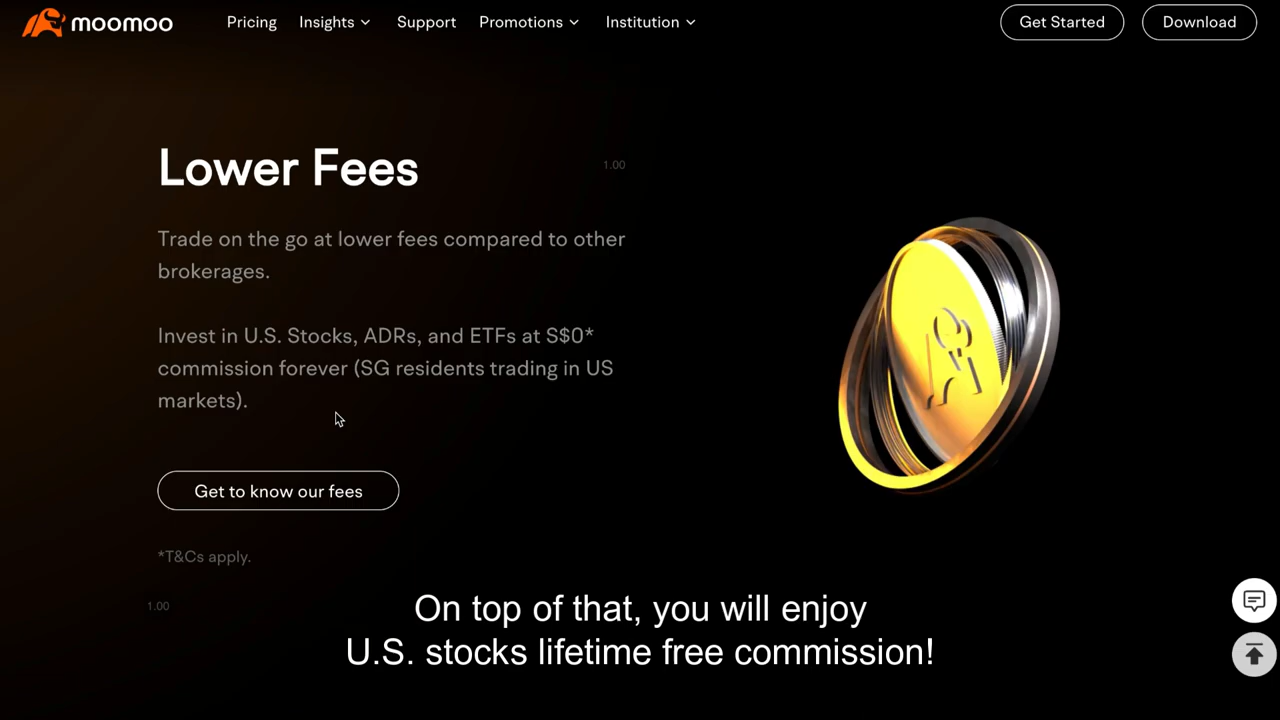 moomoo
Pricing
Insights
Support
Promotions
Institution
Get Started
Download
Lower Fees
1.00
Trade on the go at lower fees compared to other
brokerages.
Invest in U.S. Stocks, ADRs, and ETFs at S$0*
commission forever (SG residents trading in US
markets).
Get to know our fees
*T&Cs apply.
1.00
On top of that, you will enjoy
U.S. stocks lifetime free commission!